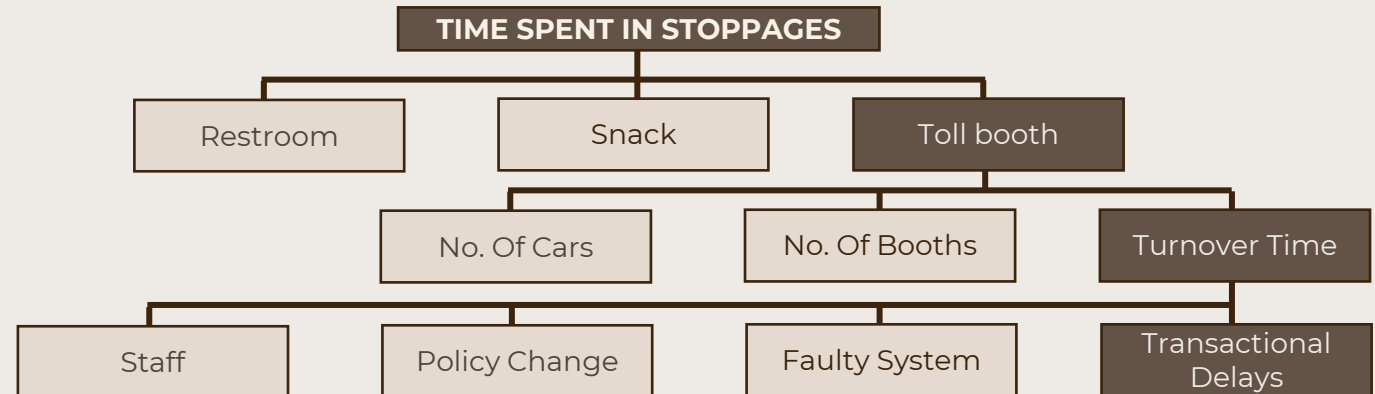 TIME SPENT IN STOPPAGES
Restroom
Snack
Toll booth
No. Of Cars
No. Of Booths
Turnover Time
Staff
Policy Change
Faulty System
Transactional
Delays